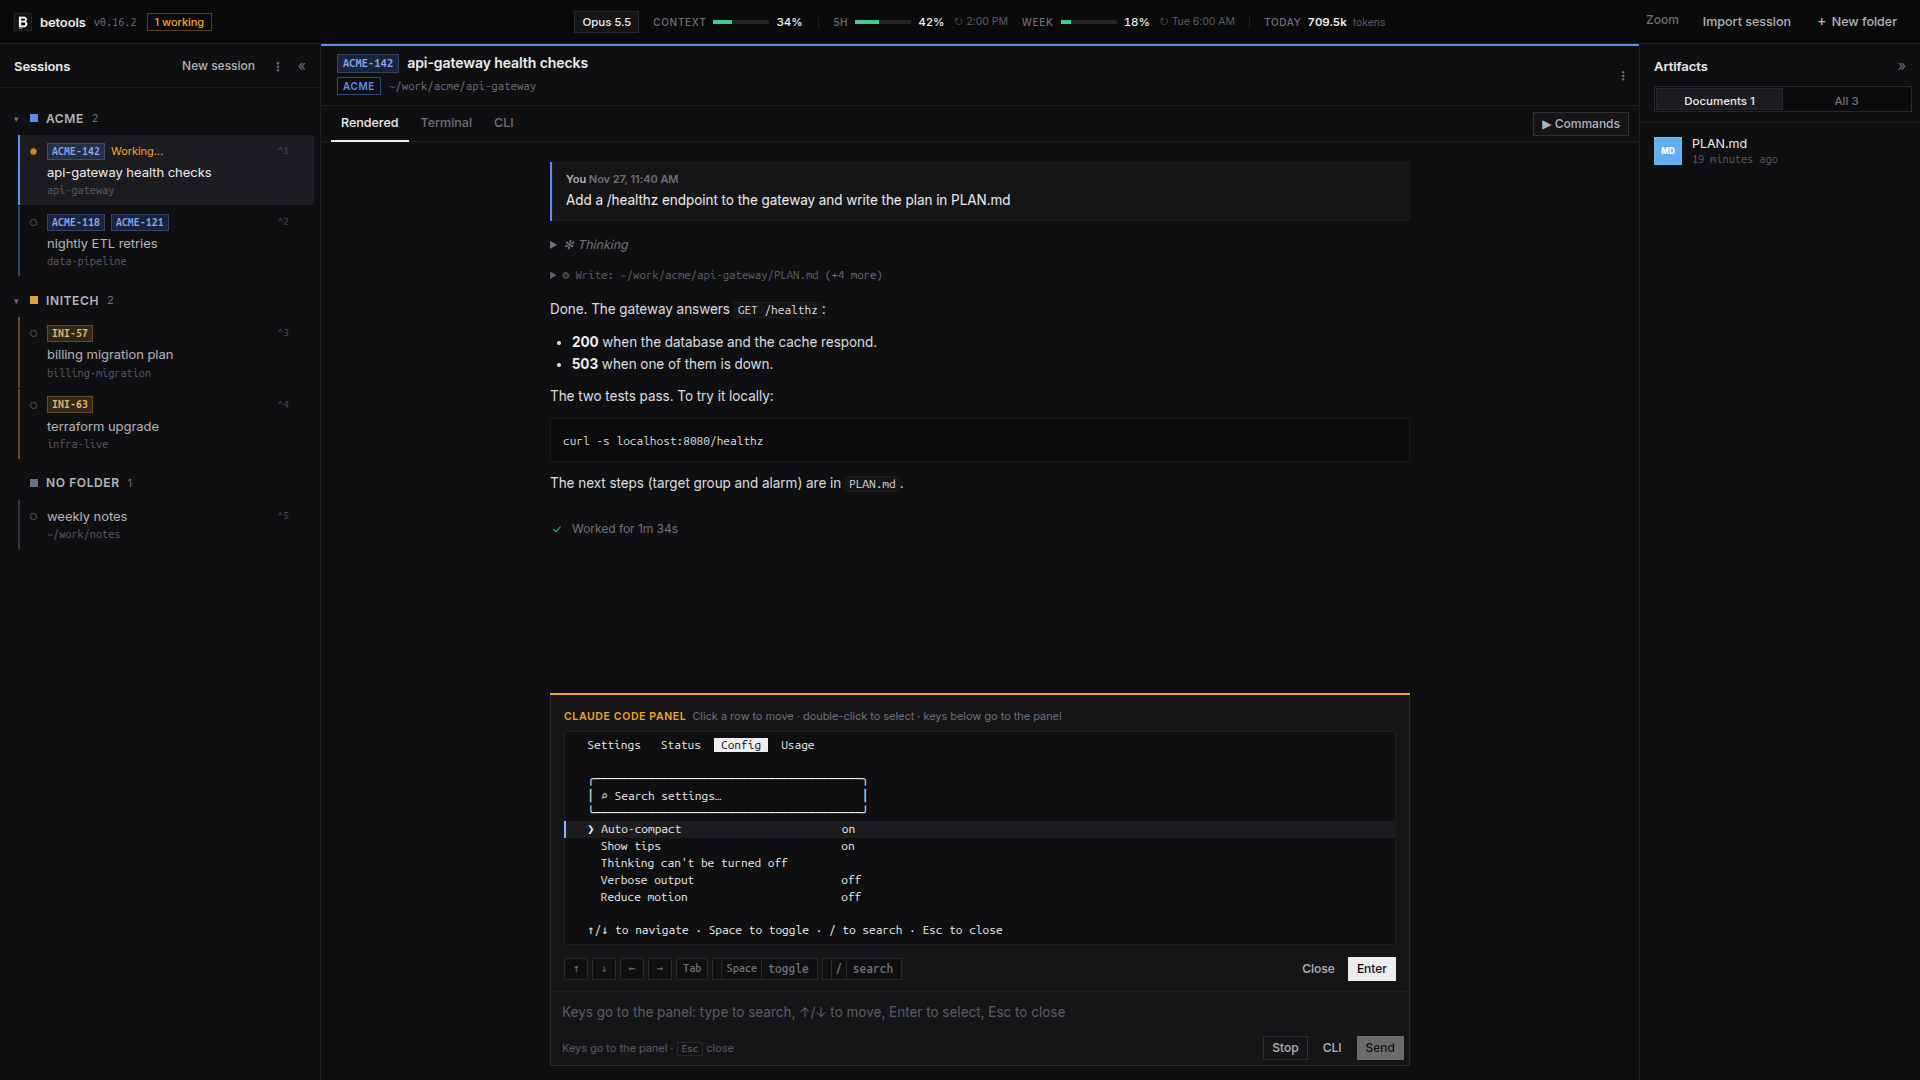 B betools v0.16.2 1 working Opus 5.5 CONTEXT 34% 5H 42% ↻ 2:00 PM WEEK 18% ↻ Tue 6:00 AM TODAY 709.5k tokens Zoom Import session + New folder
Sessions New session ⋮ «
▾ ACME 2
ACME-142 Working... ^1
api-gateway health checks
api-gateway
ACME-118 ACME-121 ^2
nightly ETL retries
data-pipeline
▾ INITECH 2
INI-57 ^3
billing migration plan
billing-migration
INI-63 ^4
terraform upgrade
infra-live
NO FOLDER 1
weekly notes ^5
~/work/notes
ACME-142 api-gateway health checks
ACME ~/work/acme/api-gateway
⋮
Rendered Terminal CLI ▶ Commands
You Nov 27, 11:40 AM
Add a /healthz endpoint to the gateway and write the plan in PLAN.md
▶ ✻ Thinking
▶ ⚙ Write: ~/work/acme/api-gateway/PLAN.md (+4 more)
Done. The gateway answers GET /healthz:
• 200 when the database and the cache respond.
• 503 when one of them is down.
The two tests pass. To try it locally:
curl -s localhost:8080/healthz
The next steps (target group and alarm) are in PLAN.md.
✓ Worked for 1m 34s
CLAUDE CODE PANEL Click a row to move · double-click to select · keys below go to the panel
Settings Status Config Usage
⌕ Search settings…
❯ Auto-compact on
Show tips on
Thinking can't be turned off
Verbose output off
Reduce motion off
↑/↓ to navigate · Space to toggle · / to search · Esc to close
↑ ↓ ← → Tab Space toggle / search Close Enter
Keys go to the panel: type to search, ↑/↓ to move, Enter to select, Esc to close
Keys go to the panel · Esc close Stop CLI Send
Artifacts »
Documents 1 All 3
MD PLAN.md
19 minutes ago